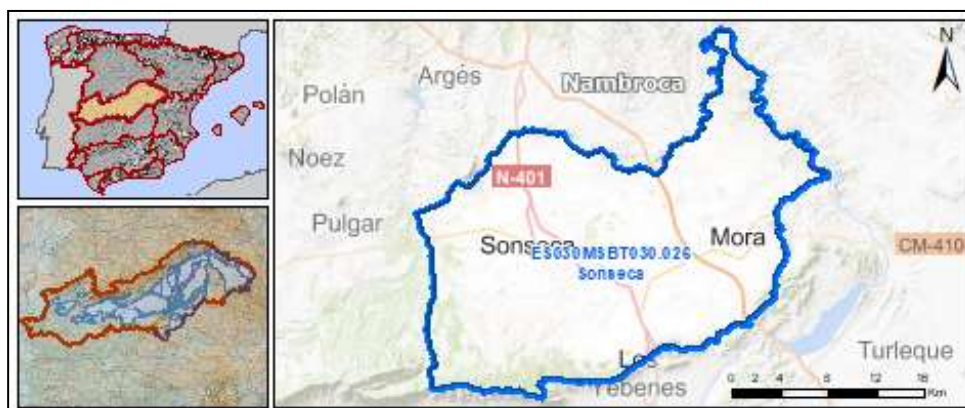 N
Argés
Nambroca
Polán
Noez
N-401
Pulgar
Sonseca
Mora
ES030MSBT030.026
Sonseca
CM-410
Turleque
Los
Yébenes
0 2 4 8 12 16
Km